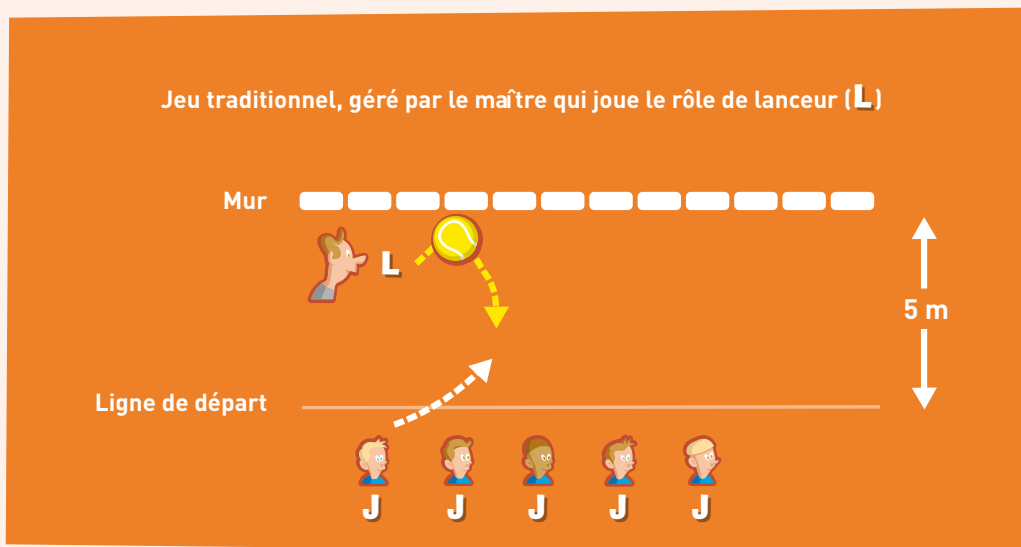 Jeu traditionnel, géré par le maître qui joue le rôle de lanceur (L)
Mur
L
5 m
Ligne de départ
J J J J J